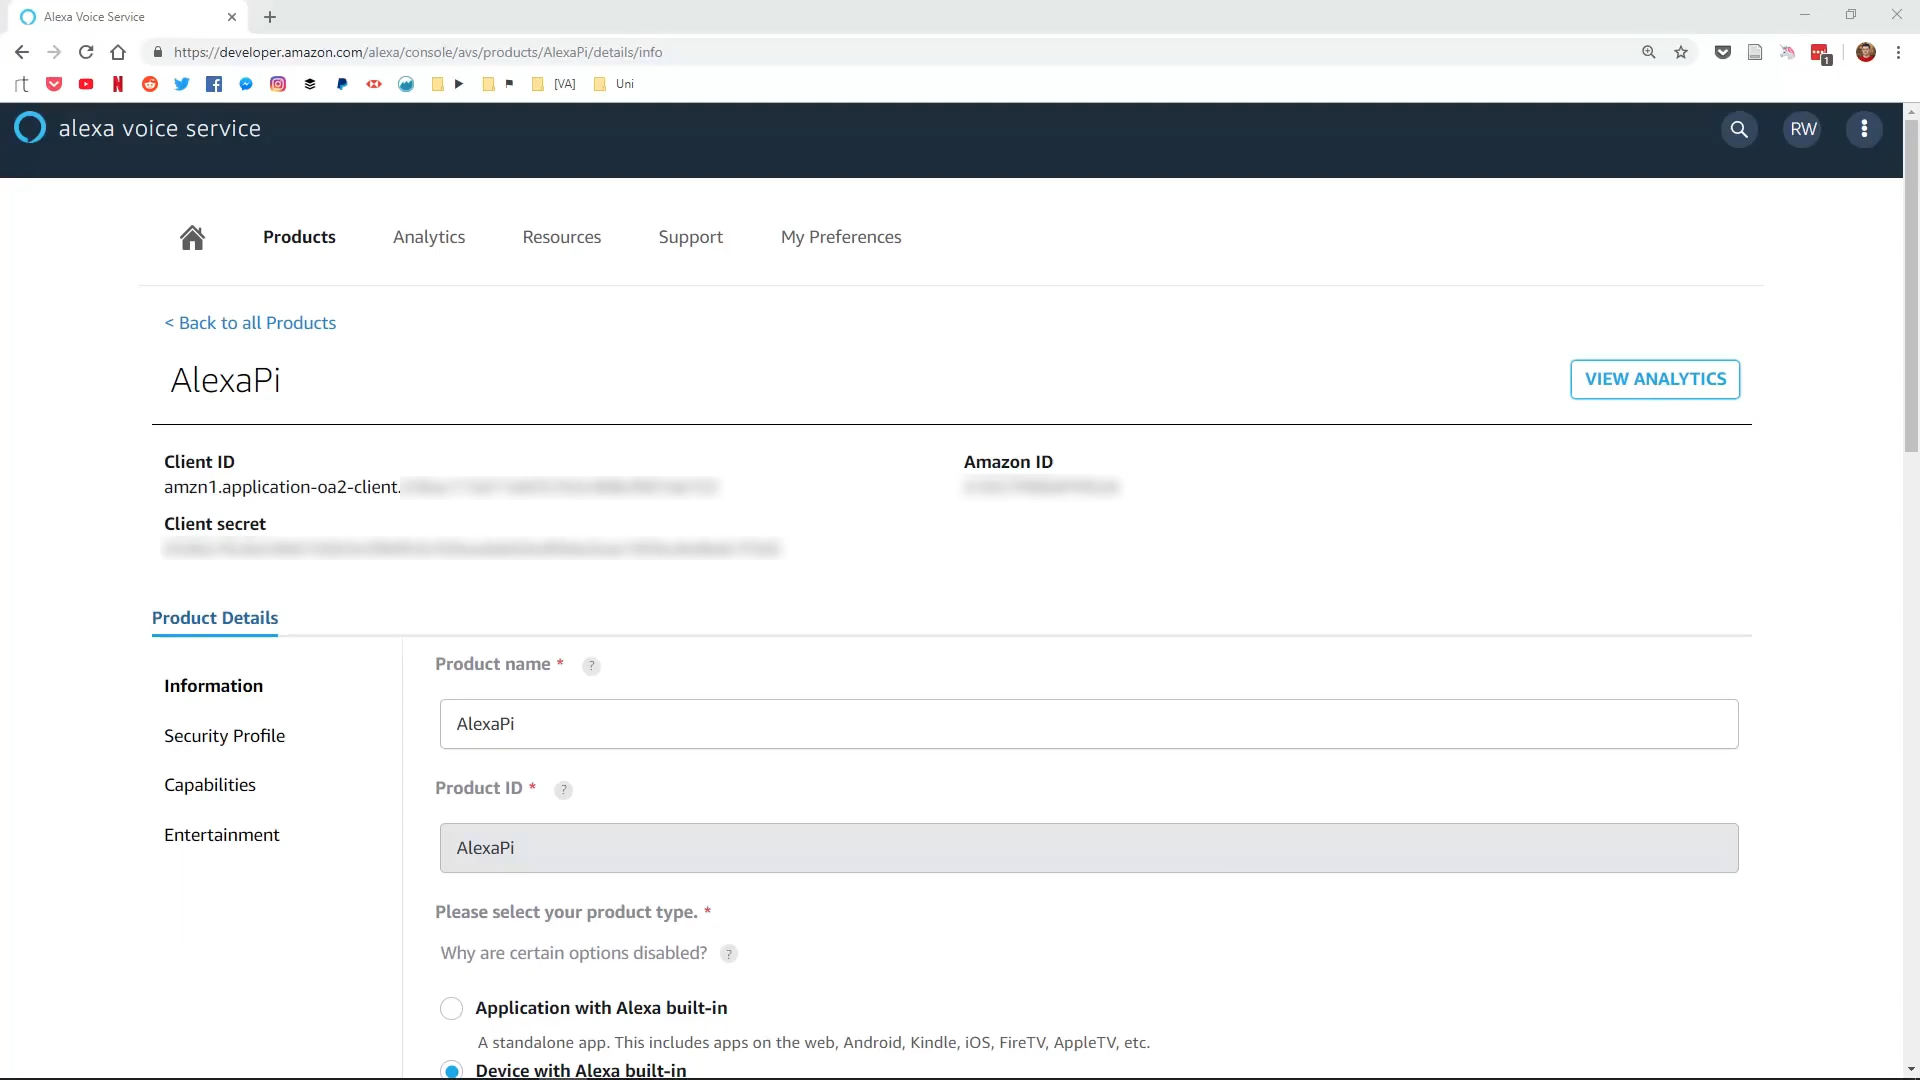 Alexa Voice Service
https://developer.amazon.com/alexa/console/avs/products/AlexaPi/details/info
1
rt
[VA]
Uni
alexa voice service
RW
Products
Analytics
Resources
Support
My Preferences
< Back to all Products
AlexaPi
VIEW ANALYTICS
Client ID
Amazon ID
amzn1.application-oa2-client.
Client secret
Product Details
Information
Security Profile
Capabilities
Entertainment
Product name * ?
AlexaPi
Product ID * ?
AlexaPi
Please select your product type. *
Why are certain options disabled? ?
Application with Alexa built-in
A standalone app. This includes apps on the web, Android, Kindle, iOS, FireTV, AppleTV, etc.
Device with Alexa built-in